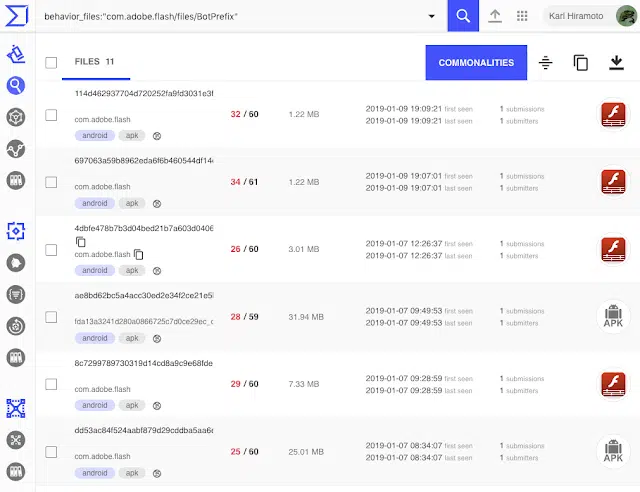 behavior_files:"com.adobe.flash/files/BotPrefix"
Karl Hiramoto
FILES 11
COMMONALITIES
114d462937704d720252fa9fd3031e3f
com.adobe.flash
android apk
32 / 60
1.22 MB
2019-01-09 19:09:21 first seen
2019-01-09 19:09:21 last seen
1 submissions
1 submitters
697063a59b8962eda6f6b460544df14
com.adobe.flash
android apk
34 / 61
1.22 MB
2019-01-09 19:07:01 first seen
2019-01-09 19:07:01 last seen
1 submissions
1 submitters
4dbfe478b7b3d04bed21b7a603d0406
com.adobe.flash
android apk
26 / 60
3.01 MB
2019-01-07 12:26:37 first seen
2019-01-07 12:26:37 last seen
1 submissions
1 submitters
ae8bd62bc5a4acc30ed2e34f2ce21e5
fda13a3241d280a0866725c7d0ce29ec_
android apk
28 / 59
31.94 MB
2019-01-07 09:49:53 first seen
2019-01-07 09:49:53 last seen
1 submissions
1 submitters
APK
8c7299789730319d14cd8a9c9e68fde
com.adobe.flash
android apk
29 / 60
7.33 MB
2019-01-07 09:28:59 first seen
2019-01-07 09:28:59 last seen
1 submissions
1 submitters
dd53ac84f524aabf879d29cddba5aa6
com.adobe.flash
android apk
25 / 60
25.01 MB
2019-01-07 08:34:07 first seen
2019-01-07 08:34:07 last seen
1 submissions
1 submitters
APK